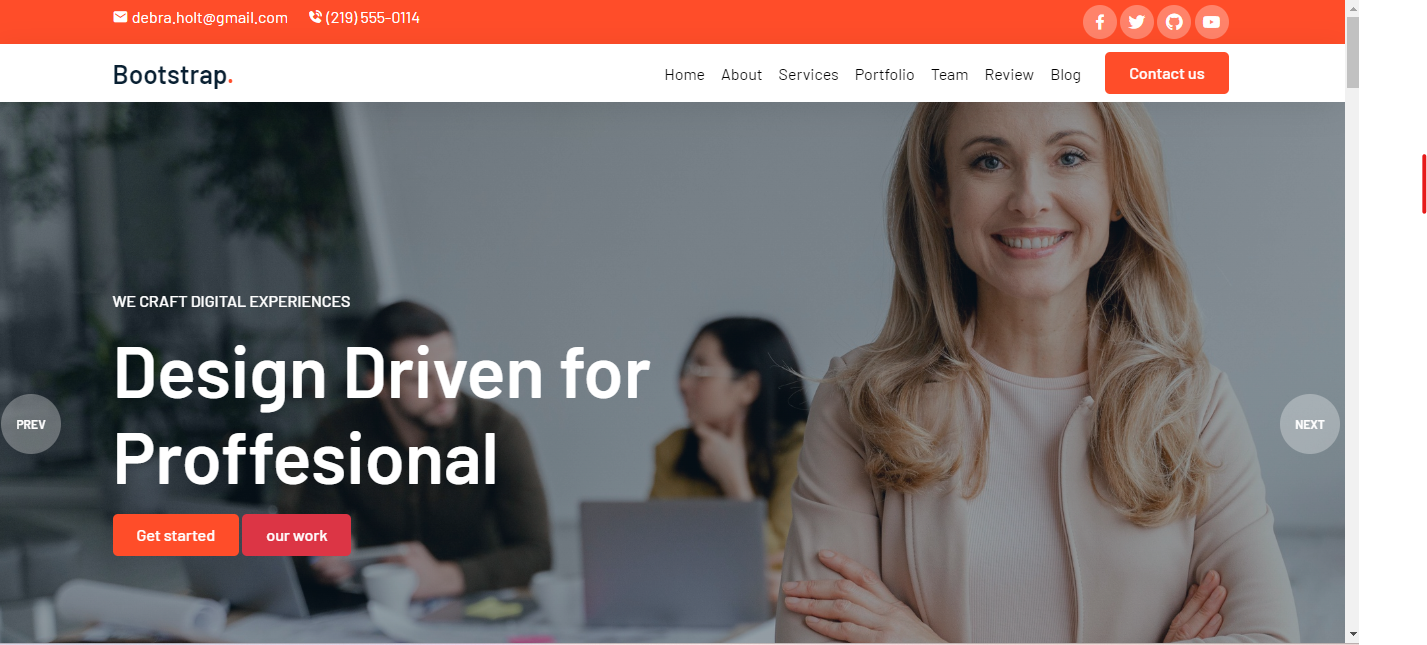 debra.holt@gmail.com (219) 555-0114
Bootstrap.
Home About Services Portfolio Team Review Blog Contact us
WE CRAFT DIGITAL EXPERIENCES
Design Driven for
Proffesional
PREV
NEXT
Get started our work